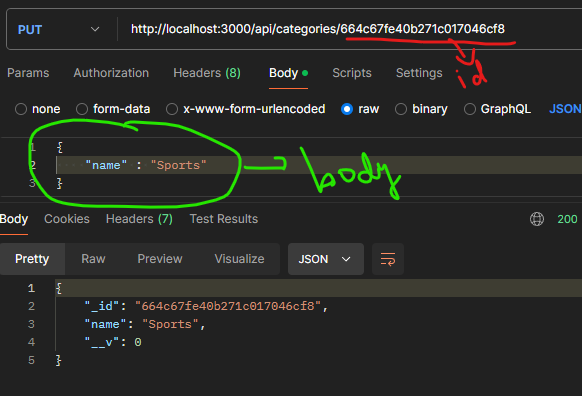 PUT http://localhost:3000/api/categories/664c67fe40b271c017046cf8
id
Params Authorization Headers (8) Body Scripts Settings
none form-data x-www-form-urlencoded raw binary GraphQL JSON
1 {
2 "name" : "Sports"
3 }
body
Body Cookies Headers (7) Test Results 200
Pretty Raw Preview Visualize JSON
1 {
2 "_id": "664c67fe40b271c017046cf8",
3 "name": "Sports",
4 "__v": 0
5 }